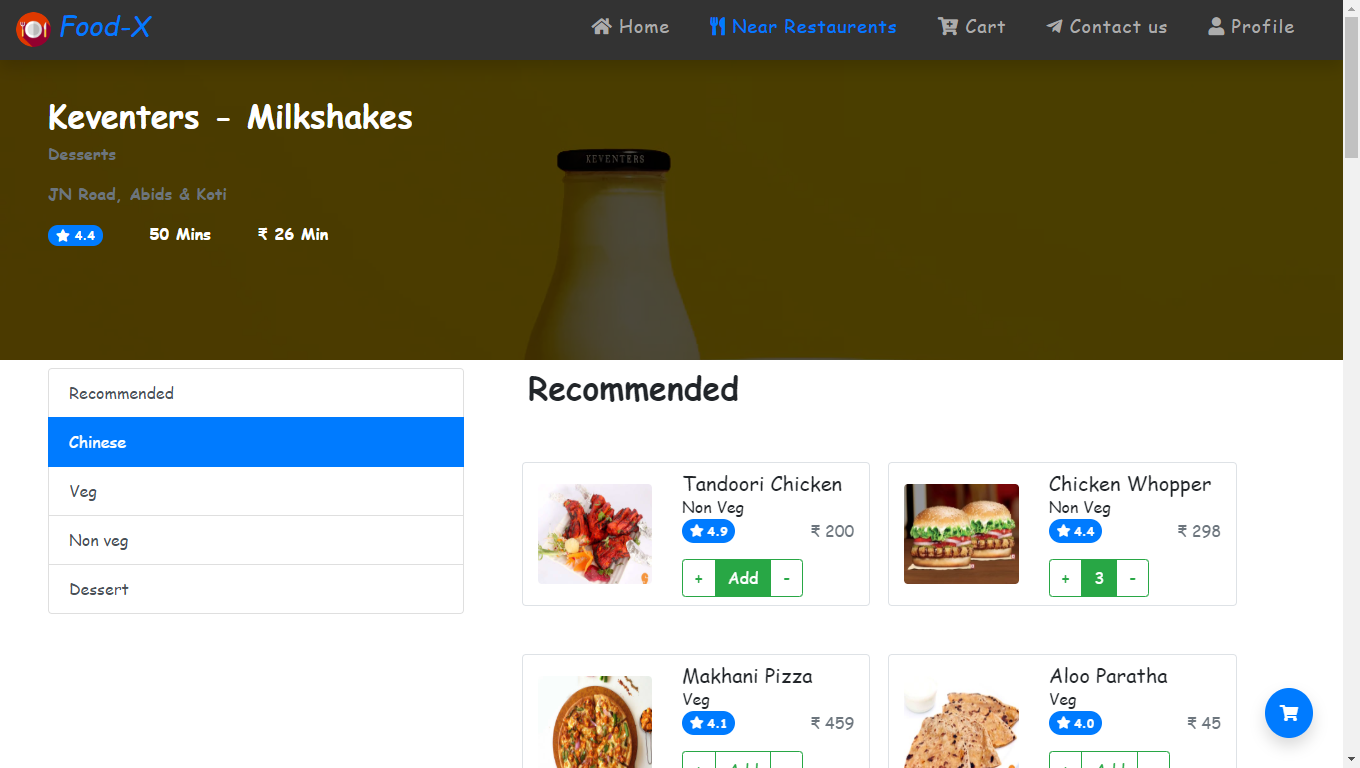 Food-X
Home
Near Restaurents
Cart
Contact us
Profile
Keventers - Milkshakes
Desserts
JN Road, Abids & Koti
4.4
50 Mins
₹ 26 Min
KEVENTERS
Recommended
Chinese
Veg
Non veg
Dessert
Recommended
Tandoori Chicken
Non Veg
4.9
₹ 200
+ Add -
Chicken Whopper
Non Veg
4.4
₹ 298
+ 3 -
Makhani Pizza
Veg
4.1
₹ 459
Add
Aloo Paratha
Veg
4.0
₹ 45
Add